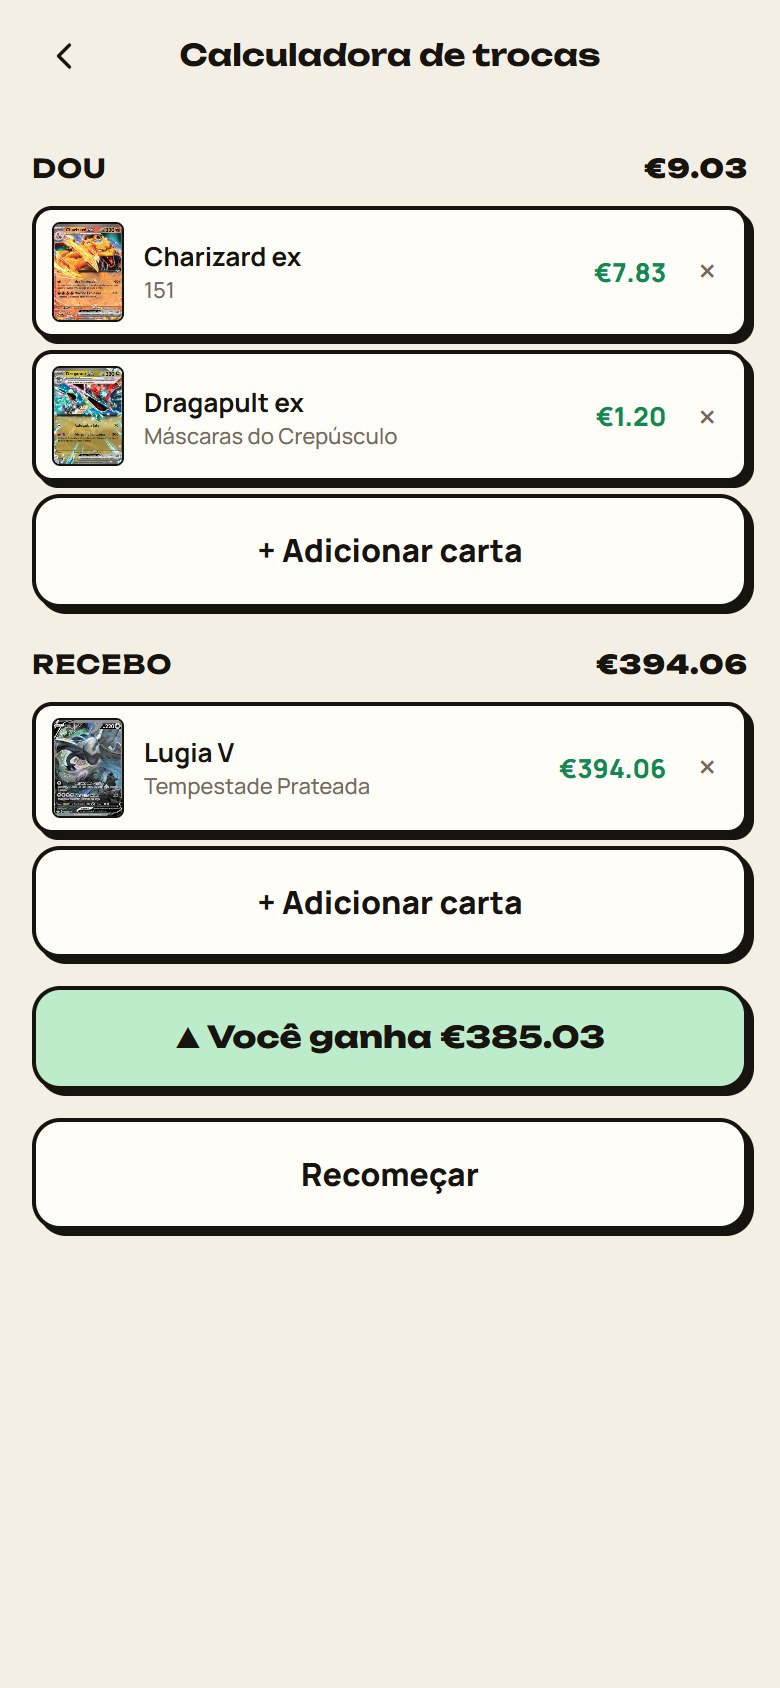 Calculadora de trocas
DOU €9.03
Charizard ex
151
€7.83 ×
Dragapult ex
Máscaras do Crepúsculo
€1.20 ×
+ Adicionar carta
RECEBO €394.06
Lugia V
Tempestade Prateada
€394.06 ×
+ Adicionar carta
▲ Você ganha €385.03
Recomeçar